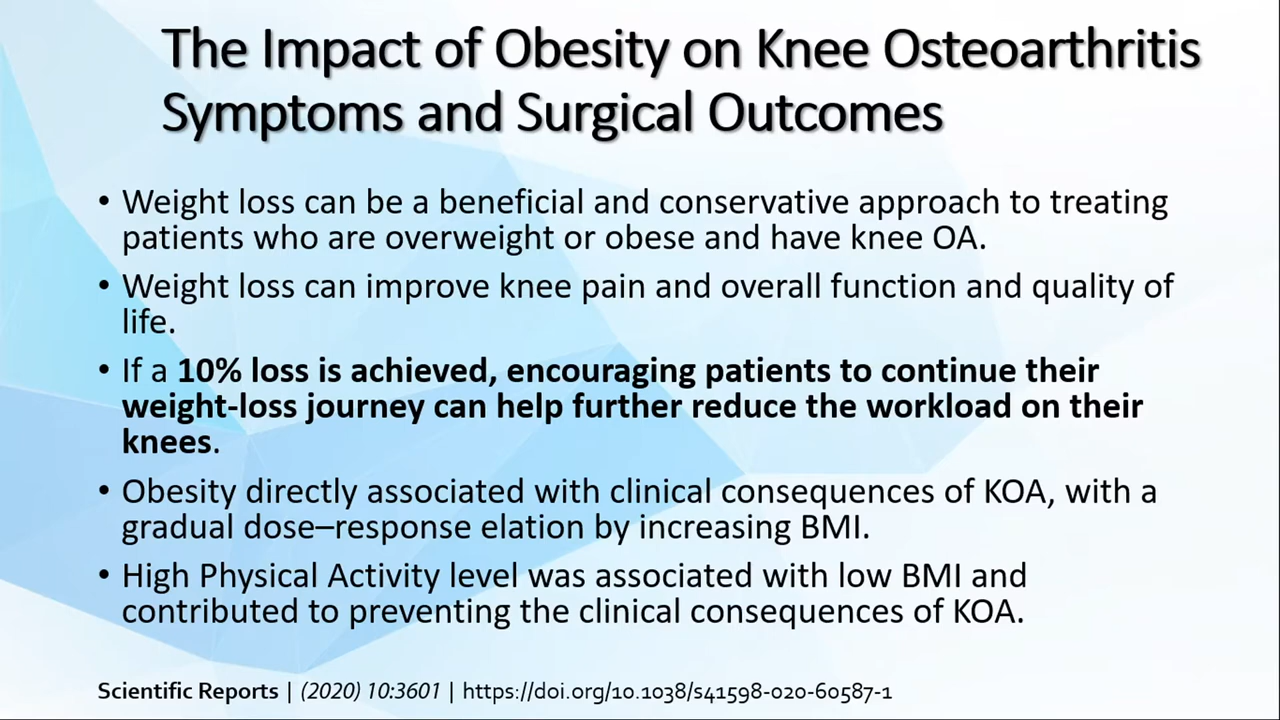 The Impact of Obesity on Knee Osteoarthritis
Symptoms and Surgical Outcomes
• Weight loss can be a beneficial and conservative approach to treating
patients who are overweight or obese and have knee OA.
• Weight loss can improve knee pain and overall function and quality of
life.
• If a 10% loss is achieved, encouraging patients to continue their
weight-loss journey can help further reduce the workload on their
knees.
• Obesity directly associated with clinical consequences of KOA, with a
gradual dose–response elation by increasing BMI.
• High Physical Activity level was associated with low BMI and
contributed to preventing the clinical consequences of KOA.
Scientific Reports | (2020) 10:3601 | https://doi.org/10.1038/s41598-020-60587-1